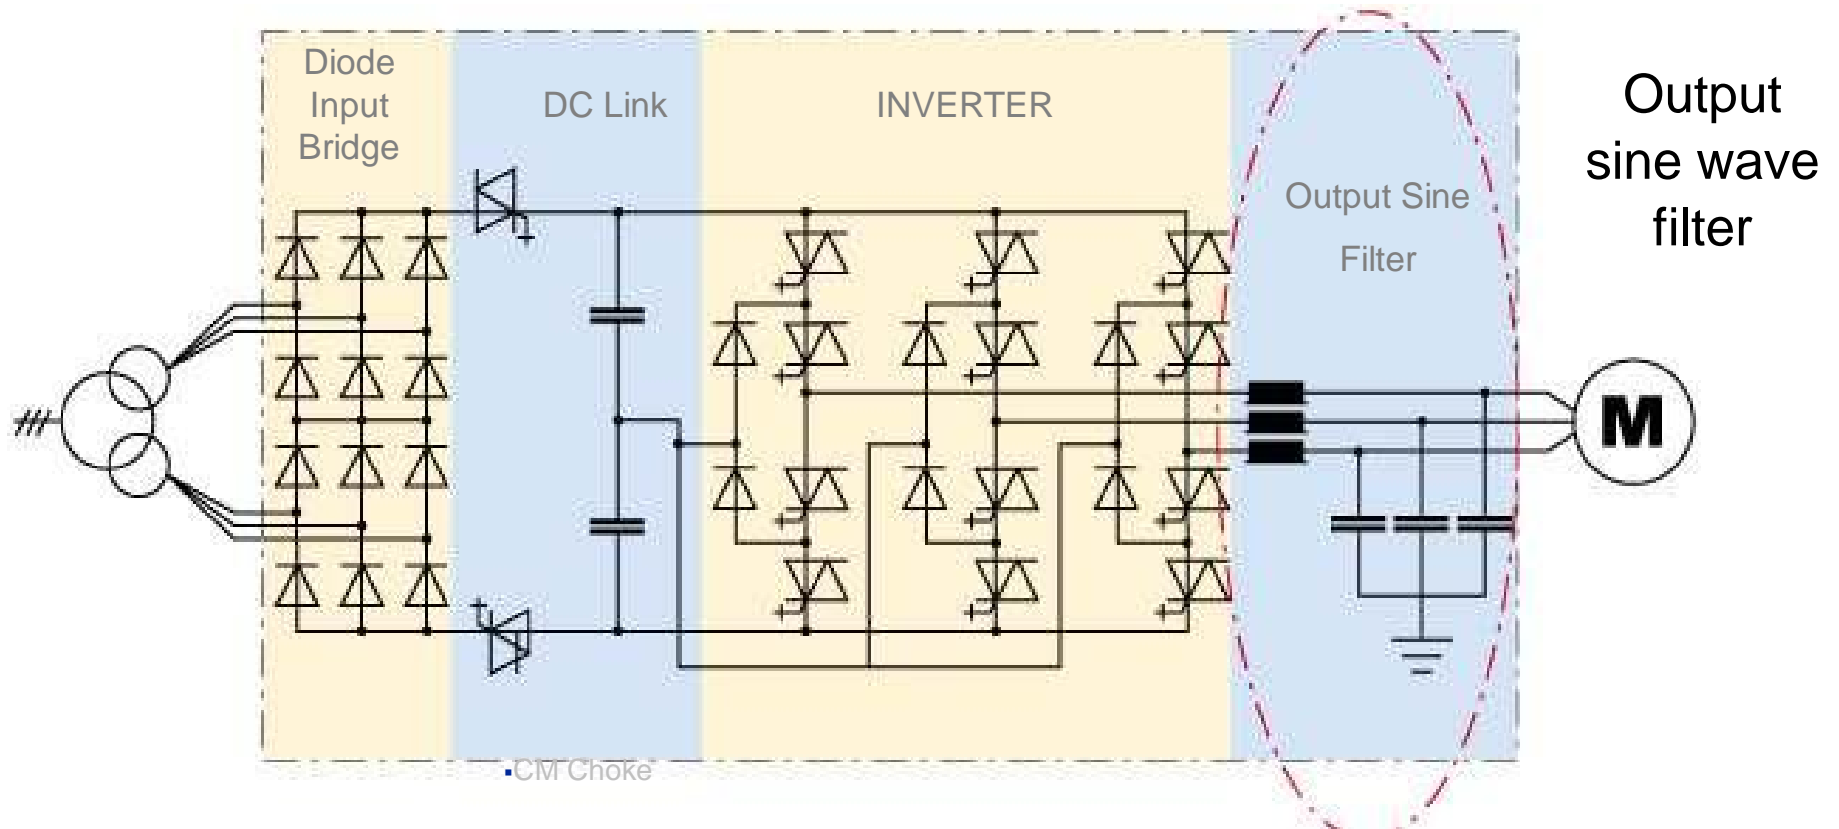 Diode
Input
Bridge
DC Link
INVERTER
Output Sine
Filter
Output
sine wave
filter
M
▪CM Choke